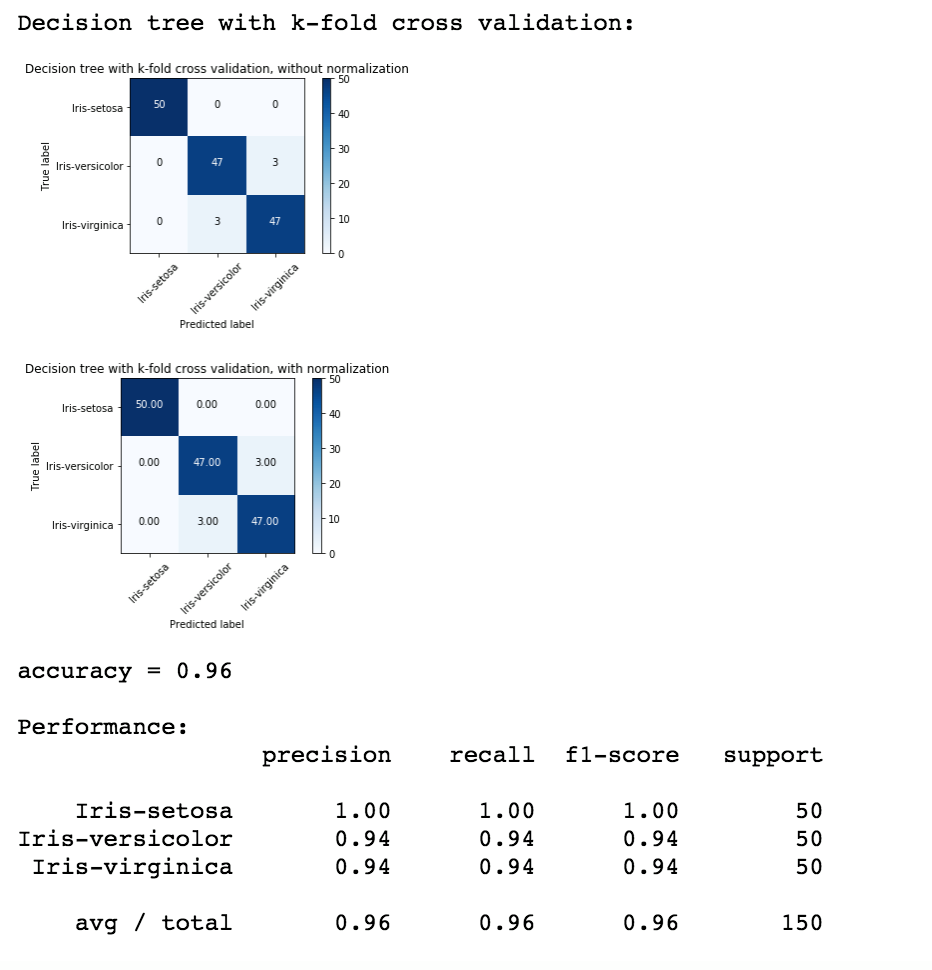 Decision tree with k-fold cross validation:
Decision tree with k-fold cross validation, without normalization
50
Iris-setosa 50 0 0
40
30
True label
Iris-versicolor 0 47 3
20
10
Iris-virginica 0 3 47
0
Iris-setosa Iris-versicolor Iris-virginica
Predicted label
Decision tree with k-fold cross validation, with normalization
50
Iris-setosa 50.00 0.00 0.00
40
30
True label
Iris-versicolor 0.00 47.00 3.00
20
10
Iris-virginica 0.00 3.00 47.00
0
Iris-setosa Iris-versicolor Iris-virginica
Predicted label
accuracy = 0.96
Performance:
precision recall f1-score support
Iris-setosa 1.00 1.00 1.00 50
Iris-versicolor 0.94 0.94 0.94 50
Iris-virginica 0.94 0.94 0.94 50
avg / total 0.96 0.96 0.96 150